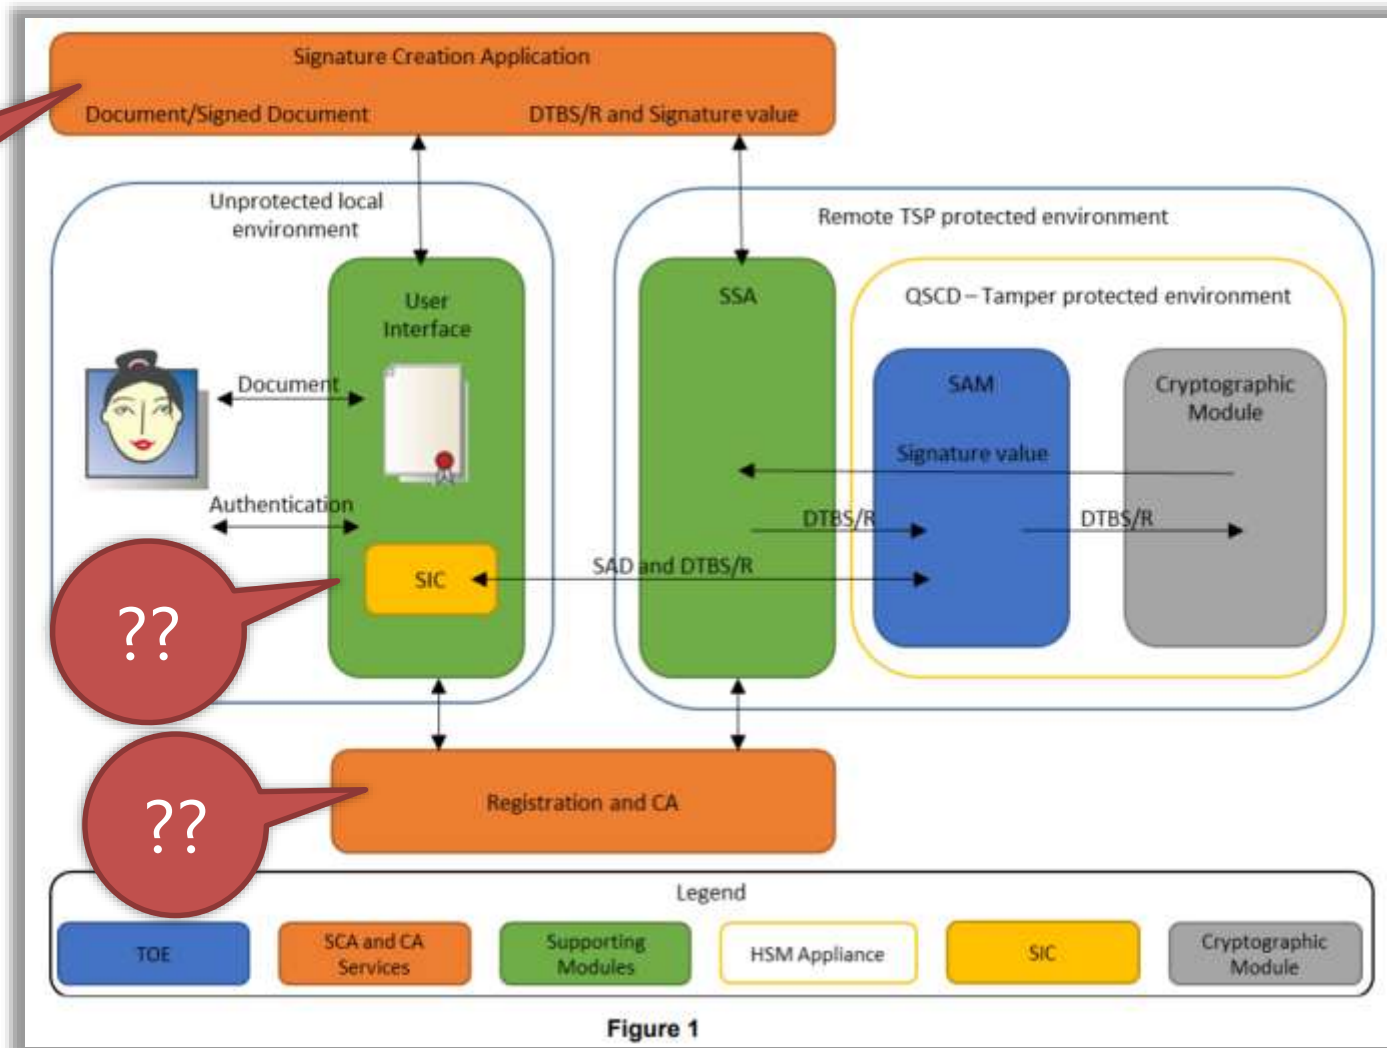 Signature Creation Application
Document/Signed Document
DTBS/R and Signature value
Unprotected local
environment
Remote TSP protected environment
User
Interface
SSA
QSCD – Tamper protected environment
SAM
Cryptographic
Module
Document
Signature value
Authentication
DTBS/R
DTBS/R
SIC
SAD and DTBS/R
??
??
Registration and CA
Legend
TOE
SCA and CA
Services
Supporting
Modules
HSM Appliance
SIC
Cryptographic
Module
Figure 1